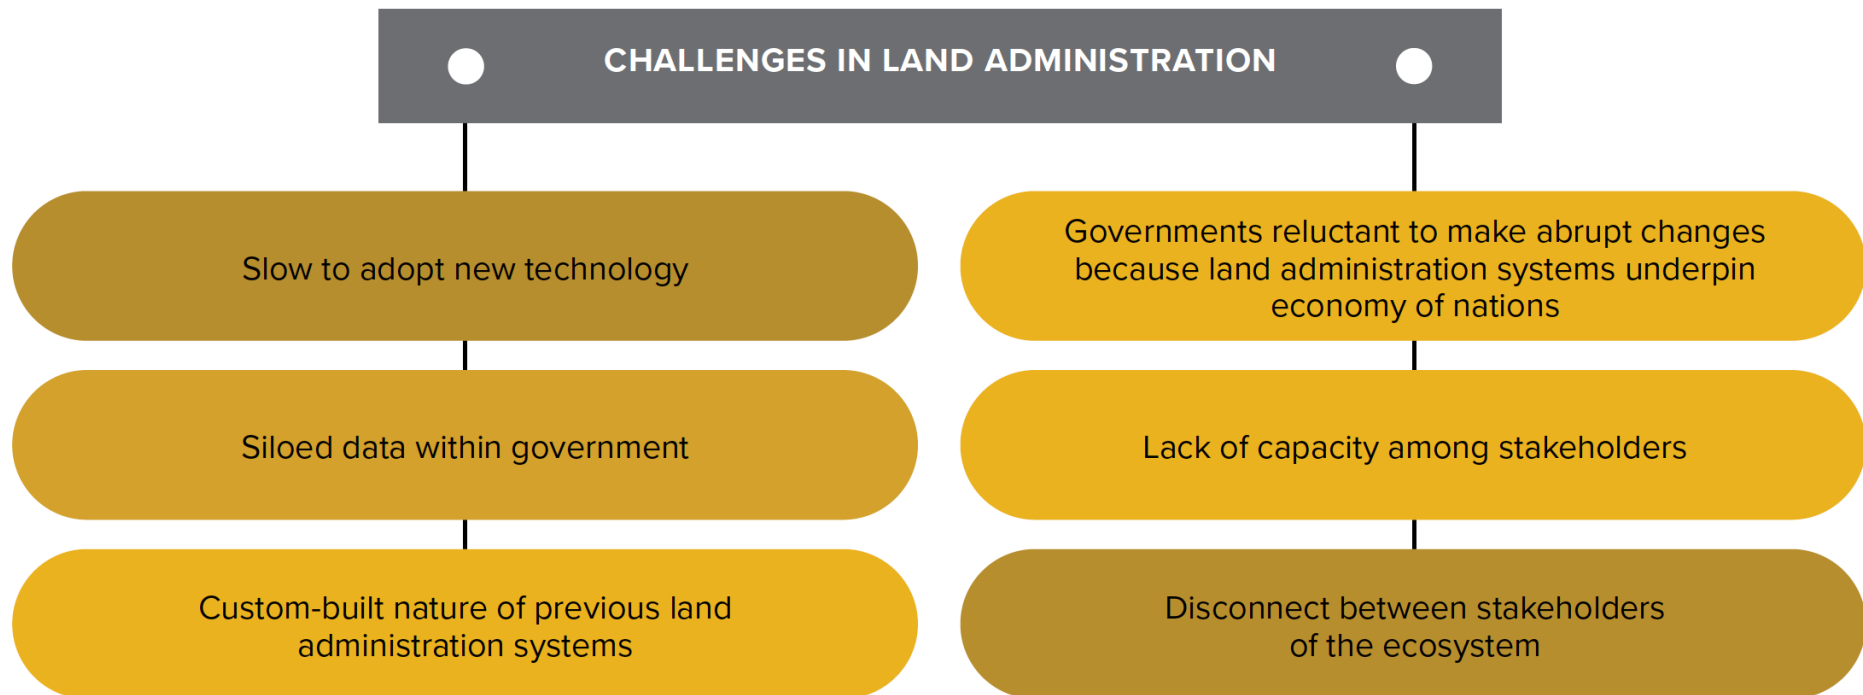 CHALLENGES IN LAND ADMINISTRATION
Slow to adopt new technology
Siloed data within government
Custom-built nature of previous land
administration systems
Governments reluctant to make abrupt changes
because land administration systems underpin
economy of nations
Lack of capacity among stakeholders
Disconnect between stakeholders
of the ecosystem